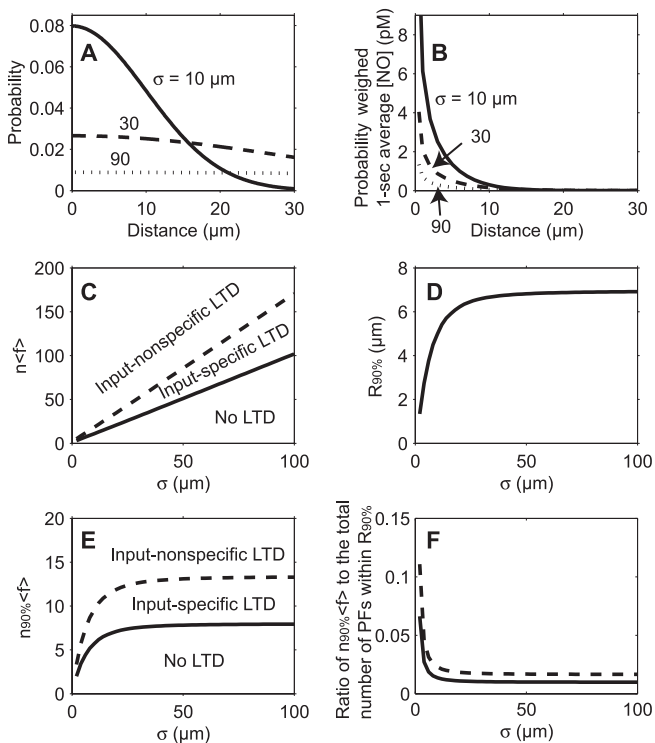 A
Probability
0.08
0.06
0.04
0.02
0
σ = 10 µm
30
90
0
10
20
30
Distance (µm)
B
Probability weighed
1-sec average [NO] (pM)
8
6
4
2
0
σ = 10 µm
30
90
0
10
20
30
Distance (µm)
C
n<f>
200
150
100
50
0
Input-nonspecific LTD
Input-specific LTD
No LTD
0
50
100
σ (µm)
D
R90% (µm)
8
6
4
2
0
0
50
100
σ (µm)
E
n90%<f>
20
15
10
5
0
Input-nonspecific LTD
Input-specific LTD
No LTD
0
50
100
σ (µm)
F
Ratio of n90%<f> to the total
number of PFs within R90%
0.15
0.1
0.05
0
0
50
100
σ (µm)